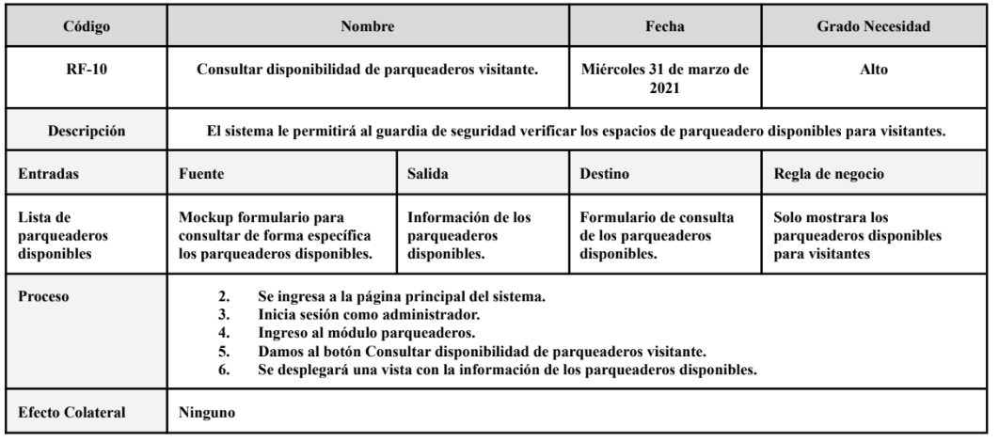 Código Nombre Fecha Grado Necesidad
RF-10 Consultar disponibilidad de parqueaderos visitante. Miércoles 31 de marzo de
2021 Alto
Descripción El sistema le permitirá al guardia de seguridad verificar los espacios de parqueadero disponibles para visitantes.
Entradas Fuente Salida Destino Regla de negocio
Lista de
parqueaderos
disponibles
Mockup formulario para
consultar de forma específica
los parqueaderos disponibles.
Información de los
parqueaderos
disponibles.
Formulario de consulta
de los parqueaderos
disponibles.
Solo mostrara los
parqueaderos disponibles
para visitantes
Proceso
2. Se ingresa a la página principal del sistema.
3. Inicia sesión como administrador.
4. Ingreso al módulo parqueaderos.
5. Damos al botón Consultar disponibilidad de parqueaderos visitante.
6. Se desplegará una vista con la información de los parqueaderos disponibles.
Efecto Colateral Ninguno